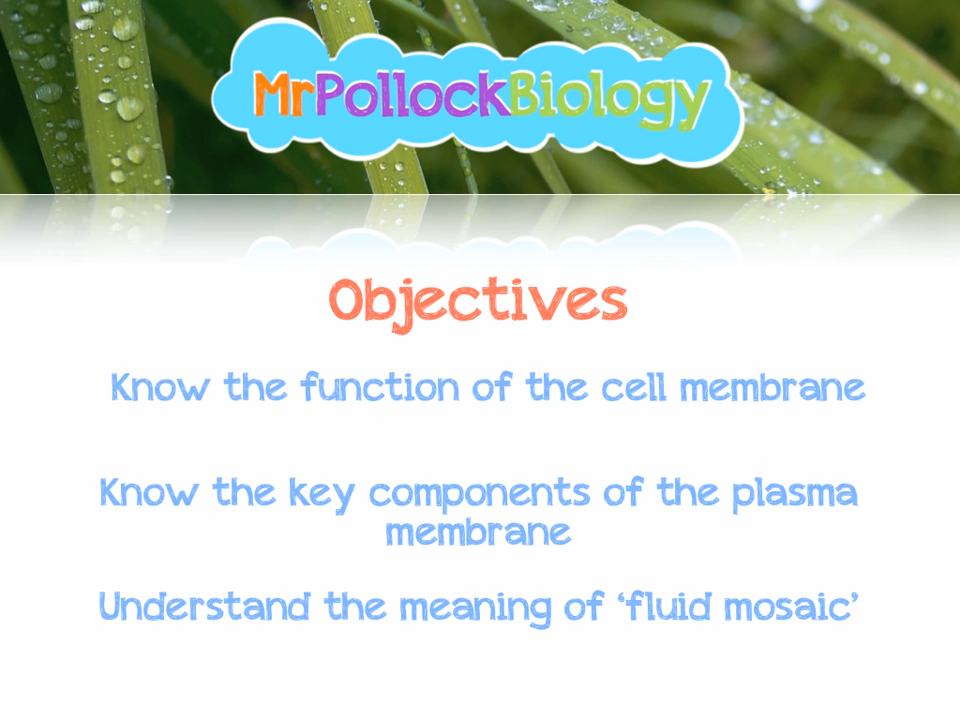 MrPollockBiology
Objectives
Know the function of the cell membrane
Know the key components of the plasma
membrane
Understand the meaning of ‘fluid mosaic’